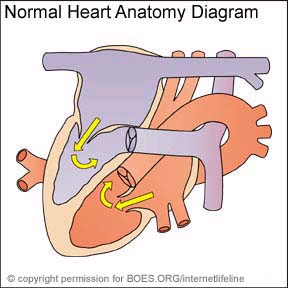 Normal Heart Anatomy Diagram
© copyright permission for BOES.ORG/internetlifeline